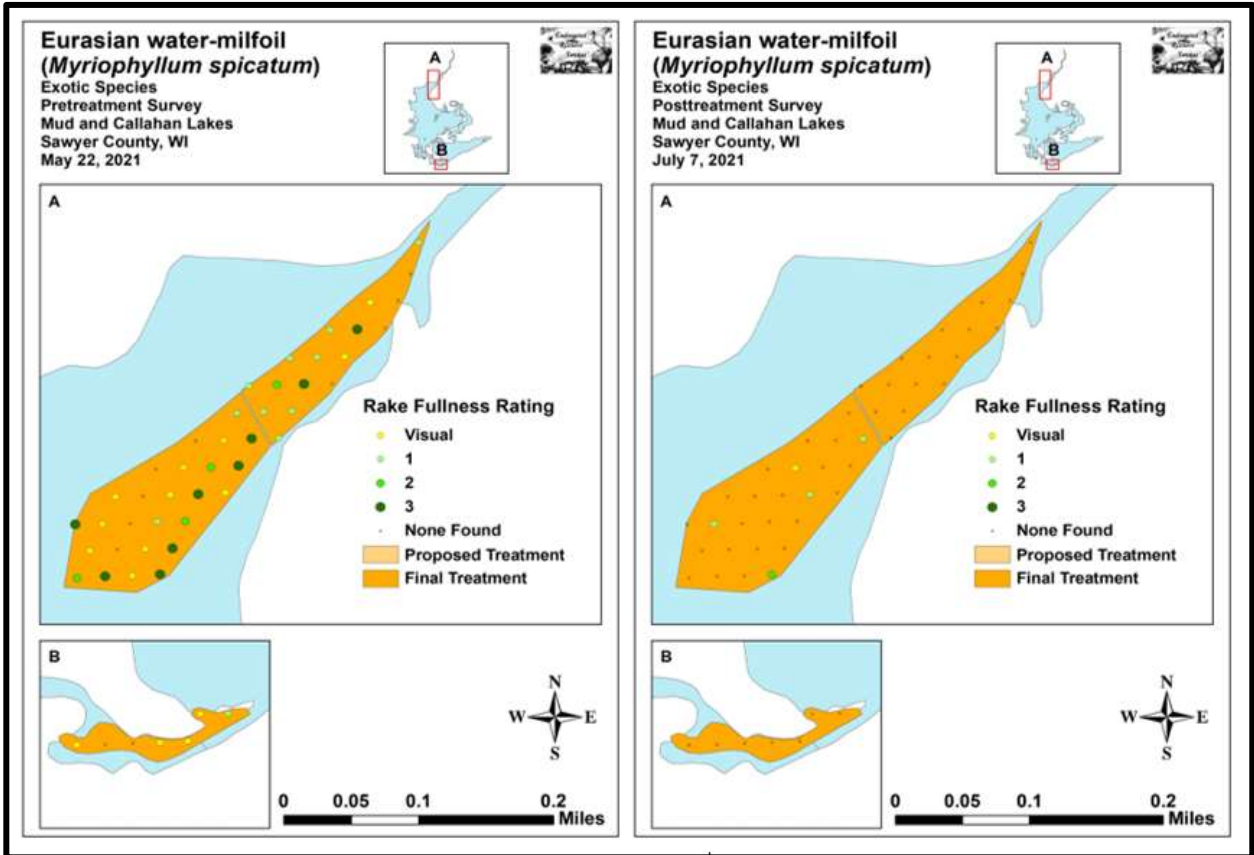 Eurasian water-milfoil
(Myriophyllum spicatum)
Exotic Species
Pretreatment Survey
Mud and Callahan Lakes
Sawyer County, WI
May 22, 2021
A
B
A
Rake Fullness Rating
Visual
1
2
3
None Found
Proposed Treatment
Final Treatment
B
N
W E
S
0 0.05 0.1 0.2
Miles
Eurasian water-milfoil
(Myriophyllum spicatum)
Exotic Species
Posttreatment Survey
Mud and Callahan Lakes
Sawyer County, WI
July 7, 2021
A
B
A
Rake Fullness Rating
Visual
1
2
3
None Found
Proposed Treatment
Final Treatment
B
N
W E
S
0 0.05 0.1 0.2
Miles